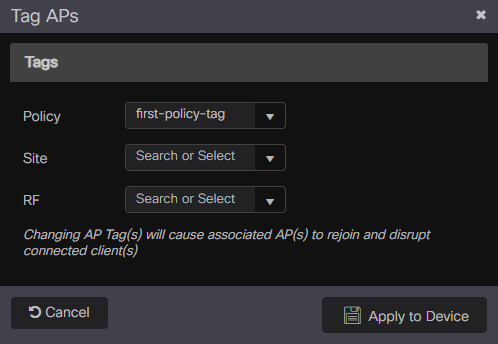 Tag APs
Tags
Policy first-policy-tag
Site Search or Select
RF Search or Select
Changing AP Tag(s) will cause associated AP(s) to rejoin and disrupt
connected client(s)
Cancel Apply to Device